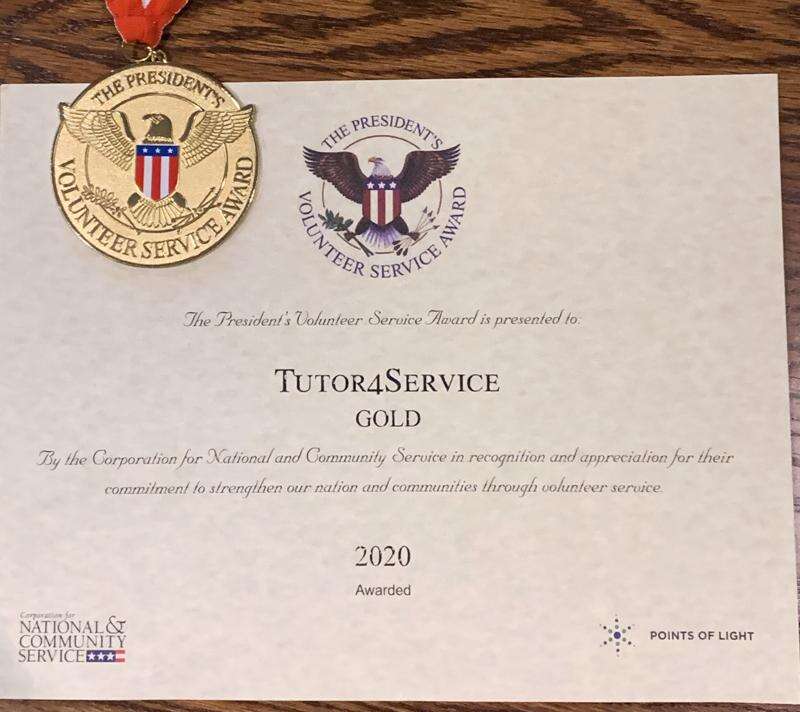 THE PRESIDENT'S
VOLUNTEER SERVICE AWARD
THE PRESIDENT'S
VOLUNTEER SERVICE AWARD
The President's Volunteer Service Award is presented to:
TUTOR4SERVICE
GOLD
By the Corporation for National and Community Service in recognition and appreciation for their
commitment to strengthen our nation and communities through volunteer service.
2020
Awarded
Corporation for
NATIONAL &
COMMUNITY
SERVICE
POINTS OF LIGHT